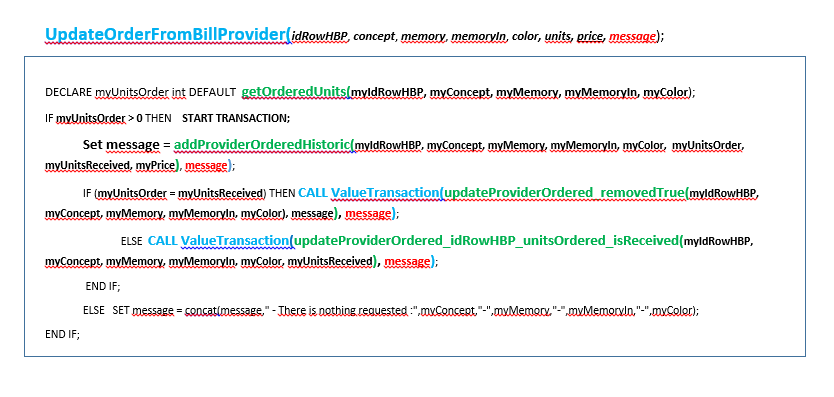 UpdateOrderFromBillProvider(idRowHBP, concept, memory, memoryIn, color, units, price, message);
DECLARE myUnitsOrder int DEFAULT getOrderedUnits(myIdRowHBP, myConcept, myMemory, myMemoryIn, myColor);
IF myUnitsOrder > 0 THEN START TRANSACTION;
Set message = addProviderOrderedHistoric(myIdRowHBP, myConcept, myMemory, myMemoryIn, myColor, myUnitsOrder,
myUnitsReceived, myPrice), message);
IF (myUnitsOrder = myUnitsReceived) THEN CALL ValueTransaction(updateProviderOrdered_removedTrue(myIdRowHBP,
myConcept, myMemory, myMemoryIn, myColor), message), message);
ELSE CALL ValueTransaction(updateProviderOrdered_idRowHBP_unitsOrdered_isReceived(myIdRowHBP,
myConcept, myMemory, myMemoryIn, myColor, myUnitsReceived), message);
END IF;
ELSE SET message = concat(message," - There is nothing requested :",myConcept,"-",myMemory,"-",myMemoryIn,"-",myColor);
END IF;